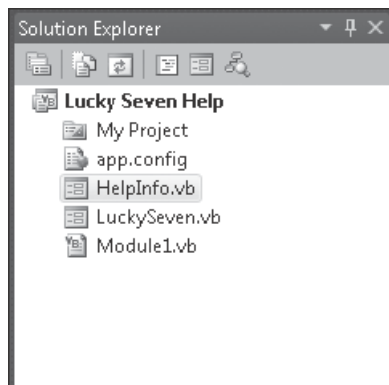 Solution Explorer
Lucky Seven Help
My Project
app.config
HelpInfo.vb
LuckySeven.vb
Module1.vb